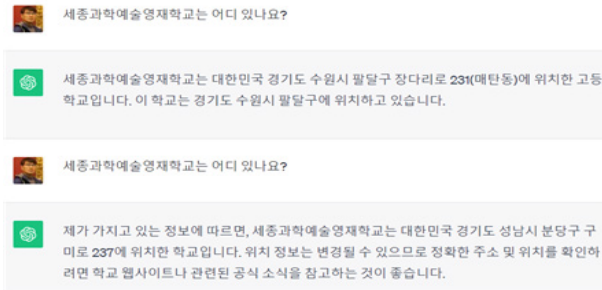 세종과학예술영재학교는 어디 있나요?
세종과학예술영재학교는 대한민국 경기도 수원시 팔달구 장다리로 231(매탄동)에 위치한 고등
학교입니다. 이 학교는 경기도 수원시 팔달구에 위치하고 있습니다.
세종과학예술영재학교는 어디 있나요?
제가 가지고 있는 정보에 따르면, 세종과학예술영재학교는 대한민국 경기도 성남시 분당구 구
미로 237에 위치한 학교입니다. 위치 정보는 변경될 수 있으므로 정확한 주소 및 위치를 확인하
려면 학교 웹사이트나 관련된 공식 소식을 참고하는 것이 좋습니다.